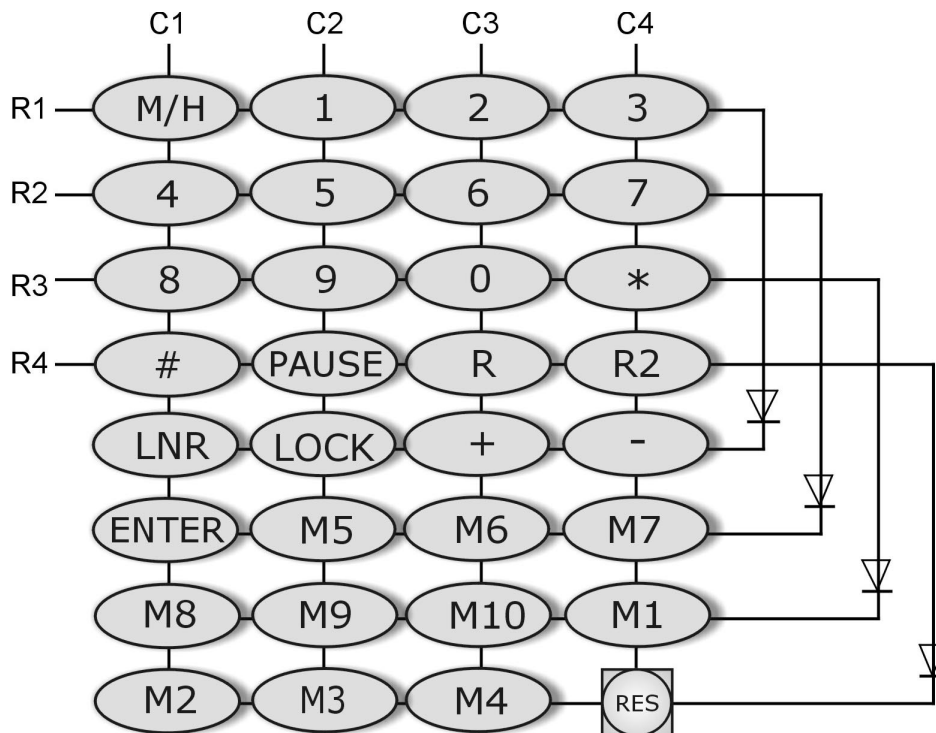 C1 C2 C3 C4
R1 M/H 1 2 3
R2 4 5 6 7
R3 8 9 0 *
R4 # PAUSE R R2
LNR LOCK + -
ENTER M5 M6 M7
M8 M9 M10 M1
M2 M3 M4 RES